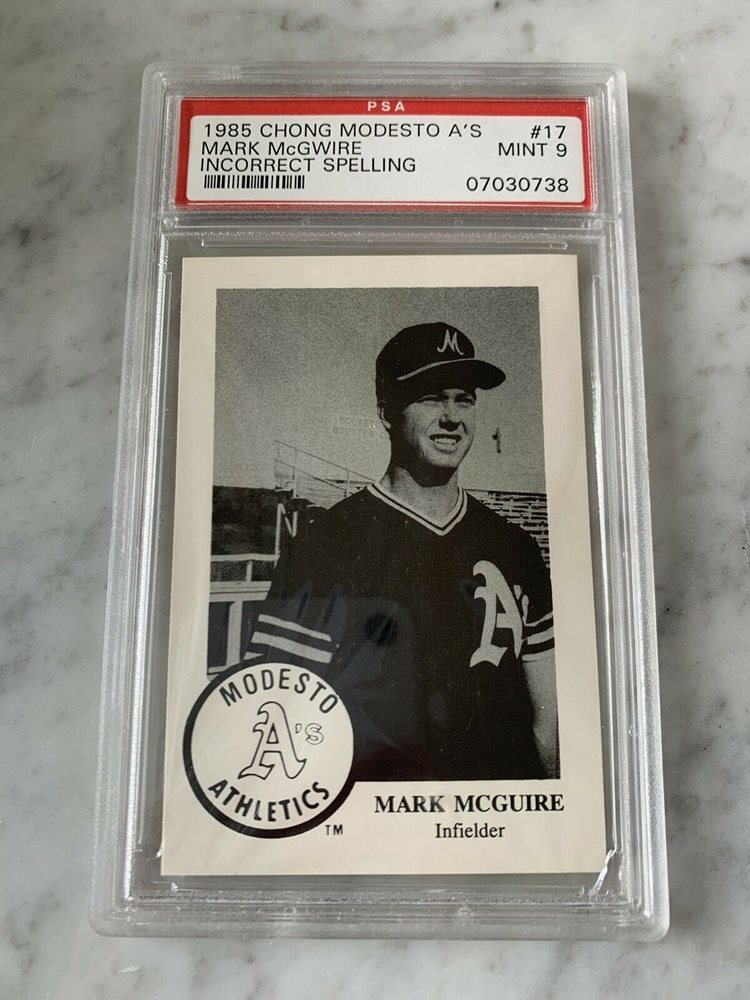 PSA
1985 CHONG MODESTO A'S #17
MARK McGWIRE MINT 9
INCORRECT SPELLING
07030738
M
N
A's
MODESTO
A's
ATHLETICS
TM
MARK MCGUIRE
Infielder